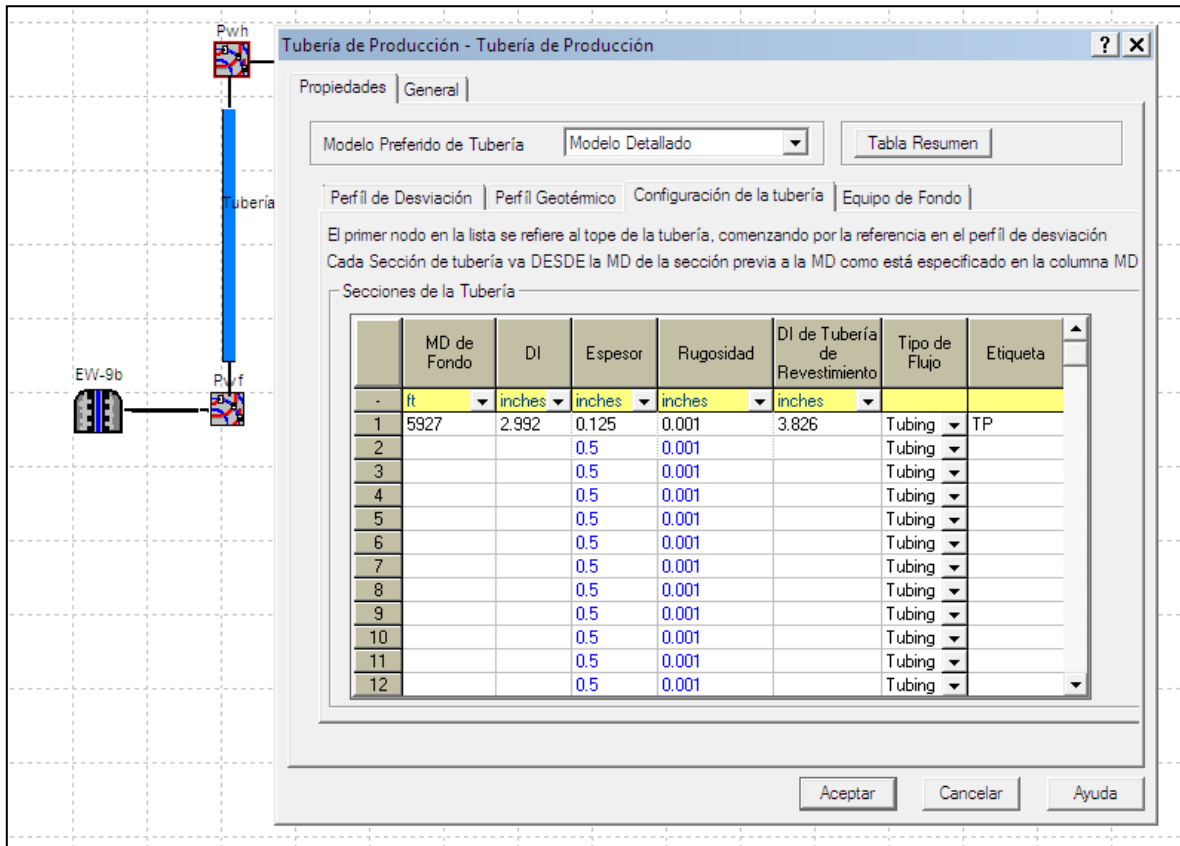 Pwh
Tubería de Producción - Tubería de Producción
Propiedades General
Modelo Preferido de Tubería Modelo Detallado Tabla Resumen
Tubería
Perfíl de Desviación Perfíl Geotérmico Configuración de la tubería Equipo de Fondo
El primer nodo en la lista se refiere al tope de la tubería, comenzando por la referencia en el perfíl de desviación
Cada Sección de tubería va DESDE la MD de la sección previa a la MD como está especificado en la columna MD
Secciones de la Tubería
MD de Fondo DI Espesor Rugosidad DI de Tubería de Revestimiento Tipo de Flujo Etiqueta
- ft inches inches inches inches
1 5927 2.992 0.125 0.001 3.826 Tubing TP
2 0.5 0.001 Tubing
3 0.5 0.001 Tubing
4 0.5 0.001 Tubing
5 0.5 0.001 Tubing
6 0.5 0.001 Tubing
7 0.5 0.001 Tubing
8 0.5 0.001 Tubing
9 0.5 0.001 Tubing
10 0.5 0.001 Tubing
11 0.5 0.001 Tubing
12 0.5 0.001 Tubing
EW-9b
Pwf
Aceptar Cancelar Ayuda